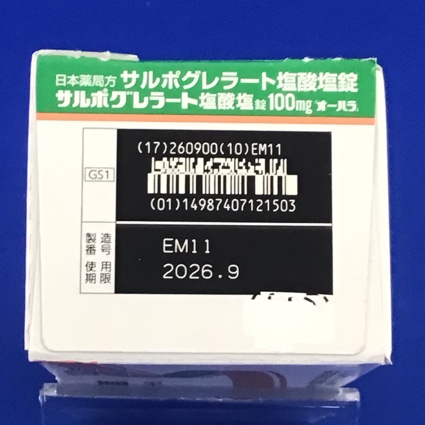 日本薬局方 サルポグレラート塩酸塩錠
サルポグレラート塩酸塩錠100mg「オーハラ」
(17)260900(10)EM11
GS1
(01)14987407121503
製造番号 EM11
使用期限 2026.9